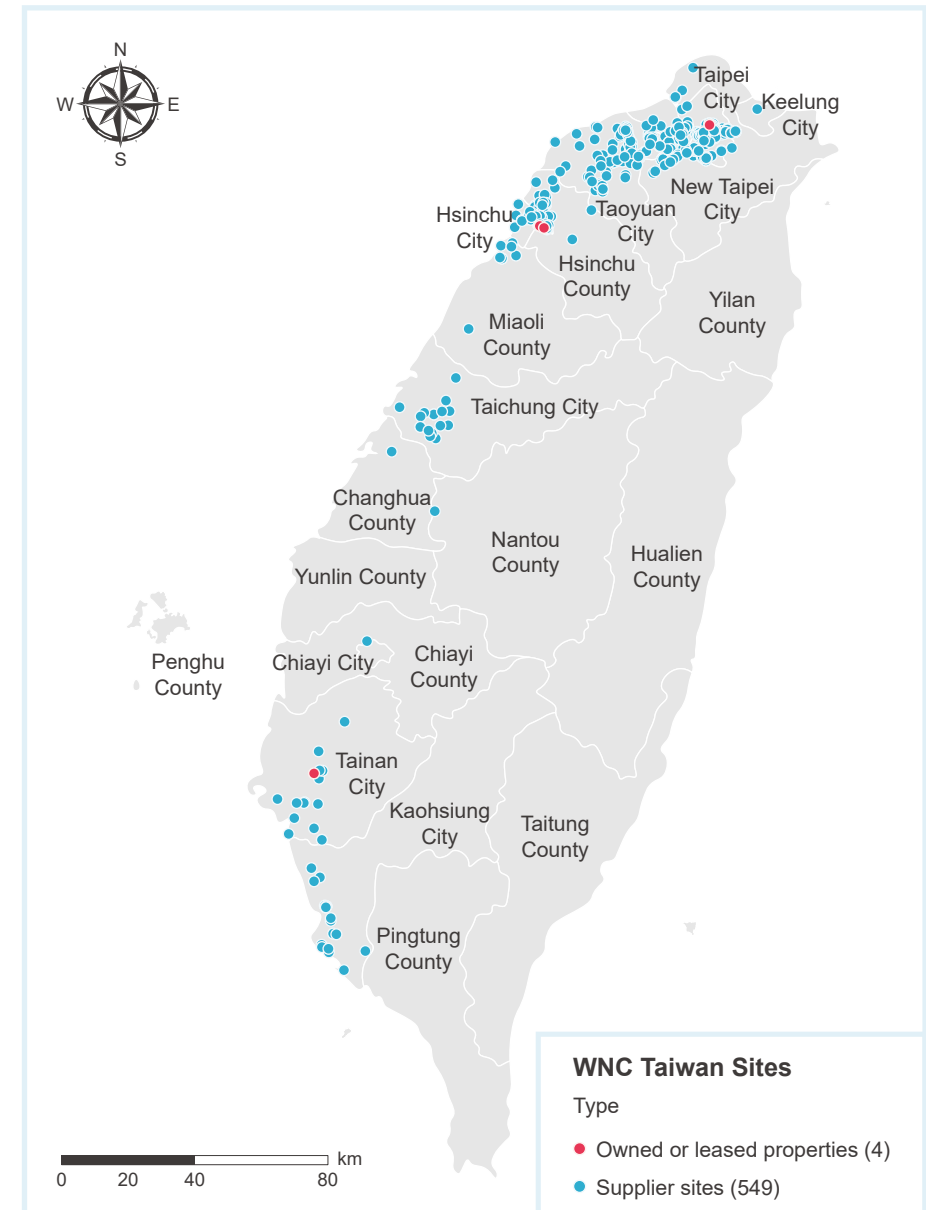 N
W
E
S
Taipei
City
Keelung
City
New Taipei
City
Taoyuan
City
Hsinchu
City
Hsinchu
County
Yilan
County
Miaoli
County
Taichung City
Changhua
County
Nantou
County
Hualien
County
Yunlin County
Penghu
County
Chiayi City
Chiayi
County
Tainan
City
Kaohsiung
City
Taitung
County
Pingtung
County
WNC Taiwan Sites
Type
Owned or leased properties (4)
Supplier sites (549)
km
0 20 40 80